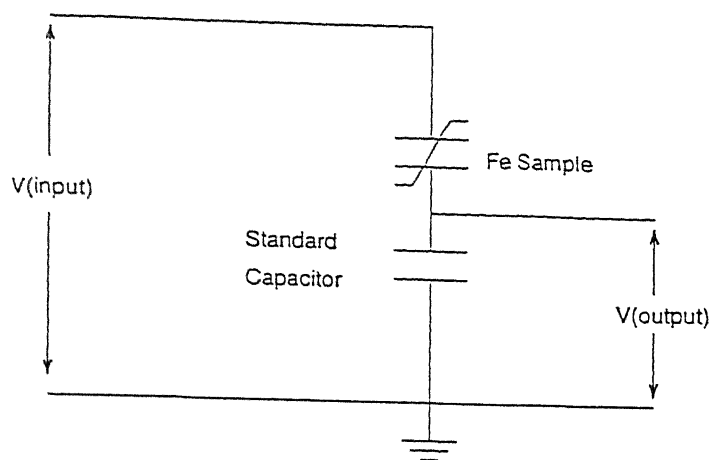 V(input)
Fe Sample
Standard
Capacitor
V(output)